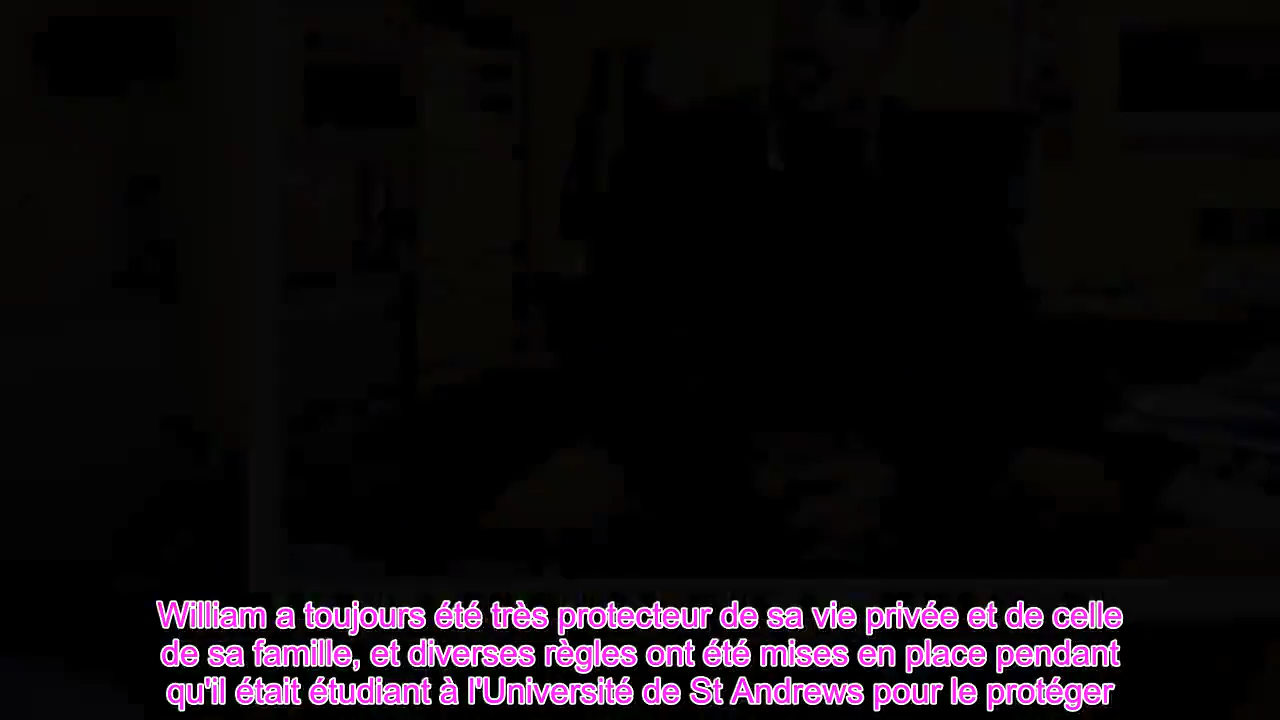 William a toujours été très protecteur de sa vie privée et de celle
de sa famille, et diverses règles ont été mises en place pendant
qu'il était étudiant à l'Université de St Andrews pour le protéger